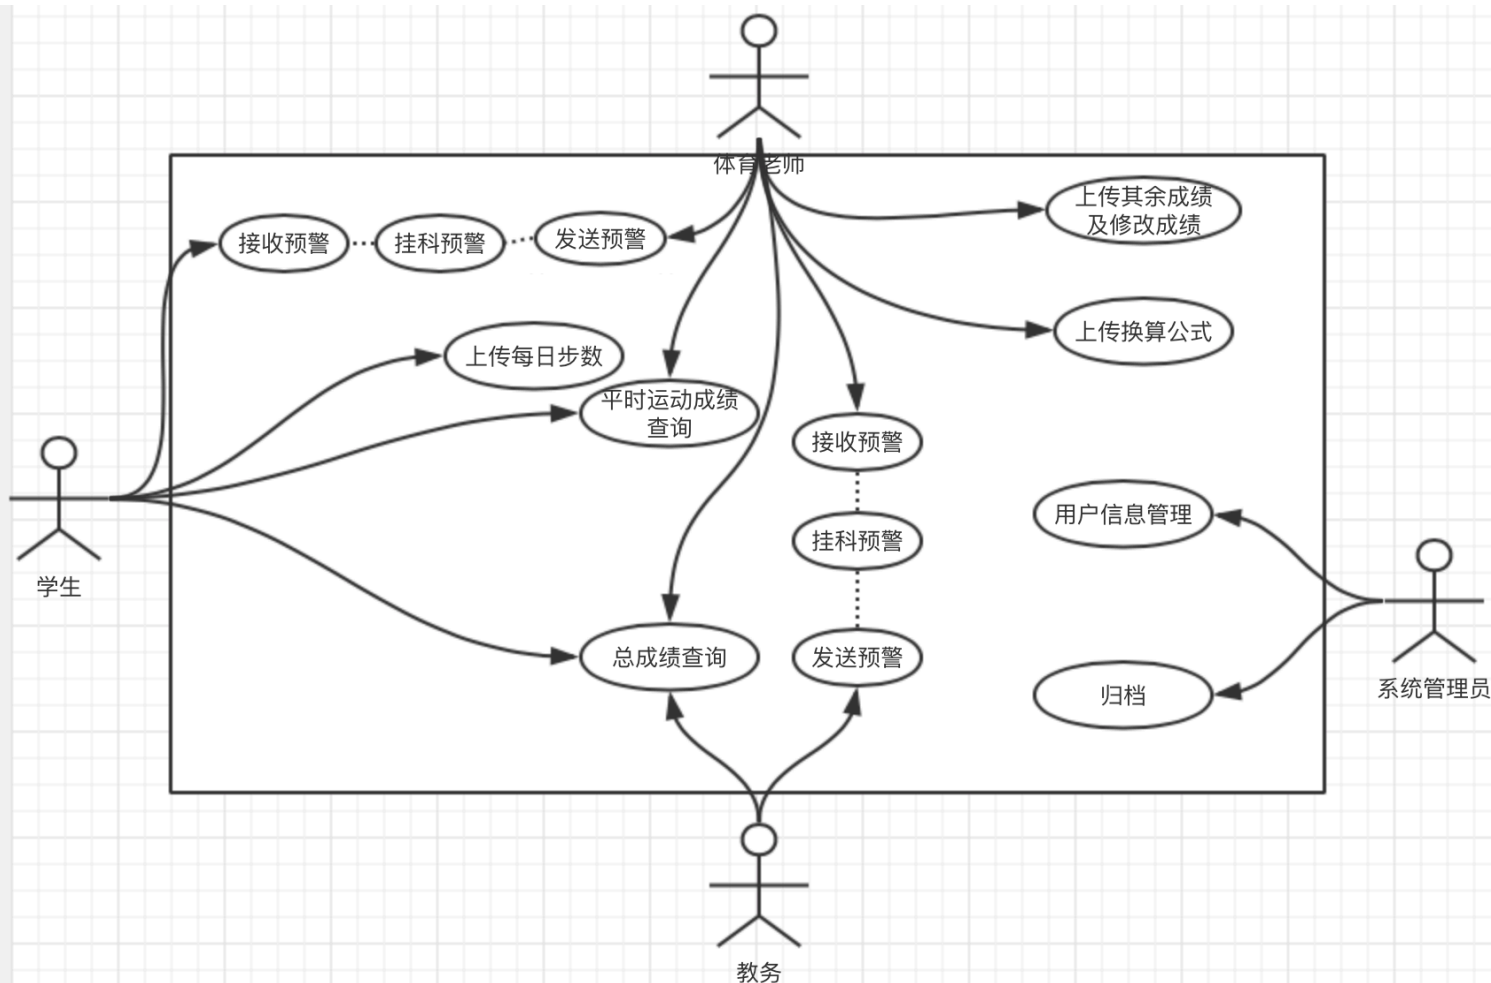 体育老师
上传其余成绩
及修改成绩
接收预警
挂科预警
发送预警
上传换算公式
上传每日步数
平时运动成绩
查询
接收预警
用户信息管理
挂科预警
学生
总成绩查询
发送预警
归档
系统管理员
教务